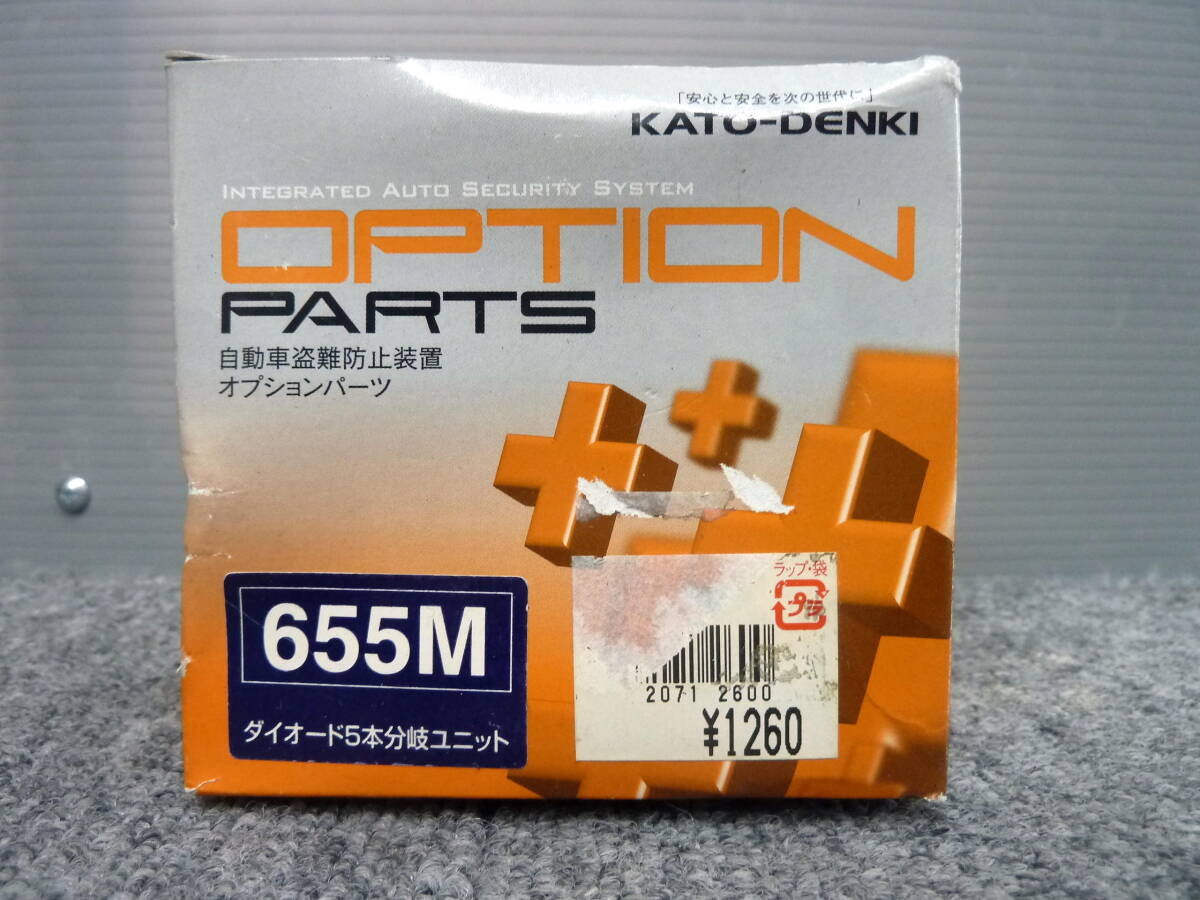 「安心と安全を次の世代に」
KATO-DENKI
INTEGRATED AUTO SECURITY SYSTEM
OPTION
PARTS
自動車盗難防止装置
オプションパーツ
655M
ダイオード5本分岐ユニット
ラップ・袋
プラ
2071 2600
¥1260